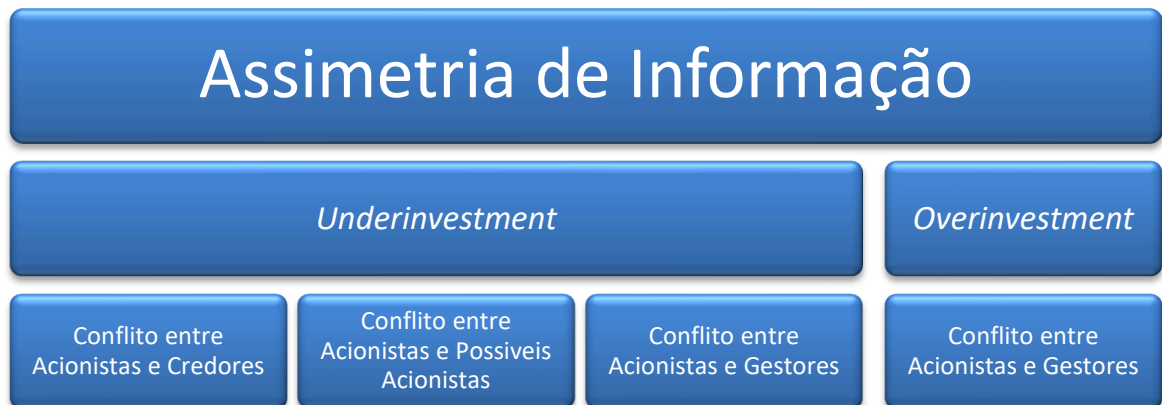 Assimetria de Informação
Underinvestment
Overinvestment
Conflito entre
Acionistas e Credores
Conflito entre
Acionistas e Possiveis
Acionistas
Conflito entre
Acionistas e Gestores
Conflito entre
Acionistas e Gestores